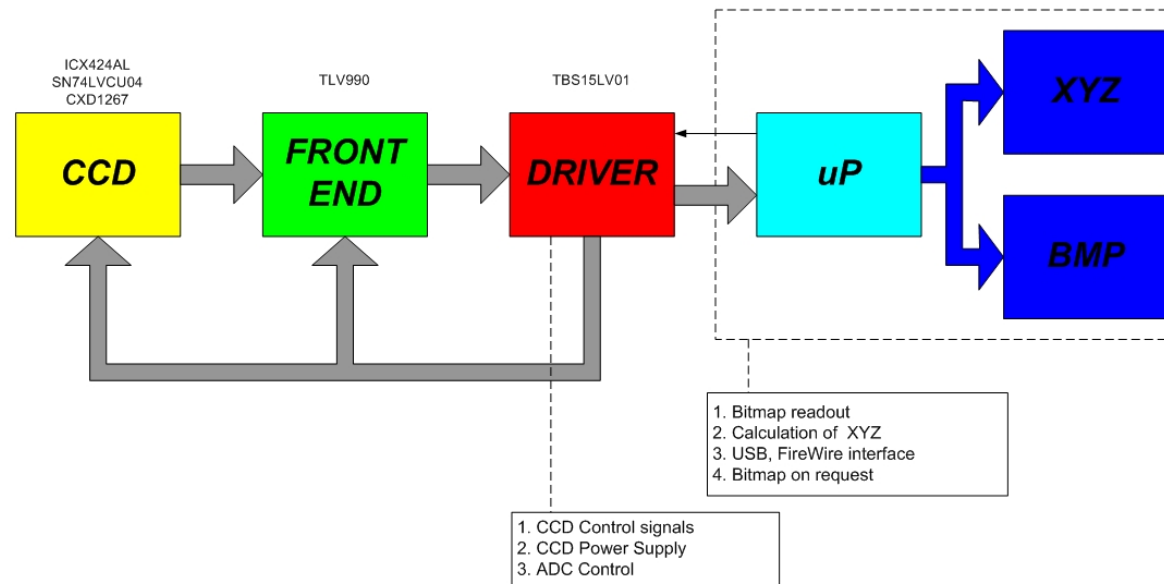 ICX424AL
SN74LVCU04
CXD1267
TLV990
TBS15LV01
CCD
FRONT
END
DRIVER
uP
XYZ
BMP
1. Bitmap readout
2. Calculation of XYZ
3. USB, FireWire interface
4. Bitmap on request
1. CCD Control signals
2. CCD Power Supply
3. ADC Control